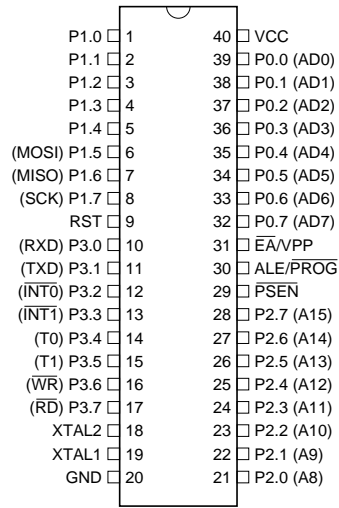 P1.0 1 40 VCC
P1.1 2 39 P0.0 (AD0)
P1.2 3 38 P0.1 (AD1)
P1.3 4 37 P0.2 (AD2)
P1.4 5 36 P0.3 (AD3)
(MOSI) P1.5 6 35 P0.4 (AD4)
(MISO) P1.6 7 34 P0.5 (AD5)
(SCK) P1.7 8 33 P0.6 (AD6)
RST 9 32 P0.7 (AD7)
(RXD) P3.0 10 31 E̅A̅/VPP
(TXD) P3.1 11 30 ALE/P̅R̅O̅G̅
(I̅N̅T̅0̅) P3.2 12 29 P̅S̅E̅N̅
(I̅N̅T̅1̅) P3.3 13 28 P2.7 (A15)
(T0) P3.4 14 27 P2.6 (A14)
(T1) P3.5 15 26 P2.5 (A13)
(W̅R̅) P3.6 16 25 P2.4 (A12)
(R̅D̅) P3.7 17 24 P2.3 (A11)
XTAL2 18 23 P2.2 (A10)
XTAL1 19 22 P2.1 (A9)
GND 20 21 P2.0 (A8)